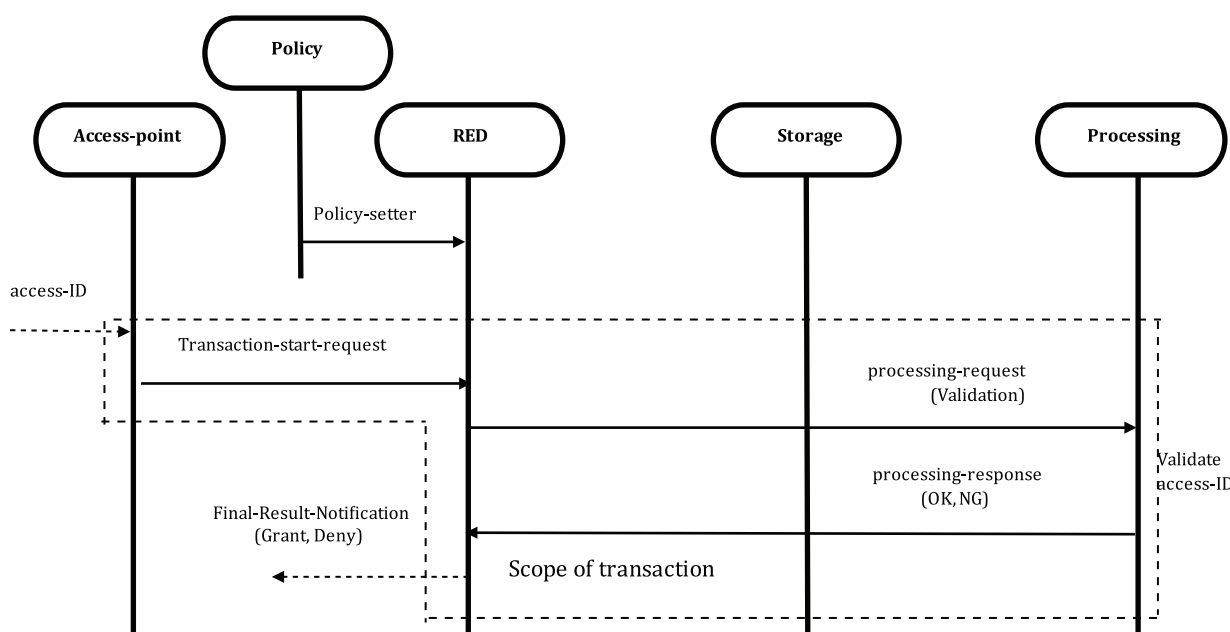 Policy
Access-point
RED
Storage
Processing
Policy-setter
access-ID
Transaction-start-request
processing-request
(Validation)
processing-response
(OK, NG)
Validate
access-ID
Final-Result-Notification
(Grant, Deny)
Scope of transaction